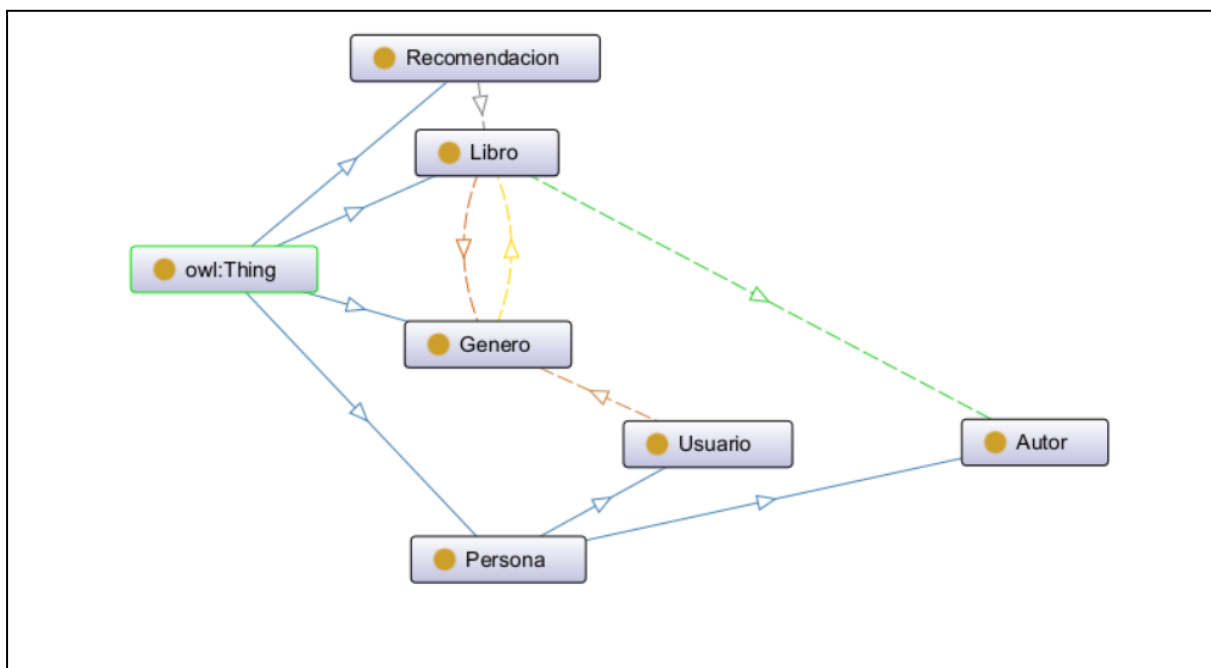 Recomendacion
Libro
owl:Thing
Genero
Usuario
Autor
Persona